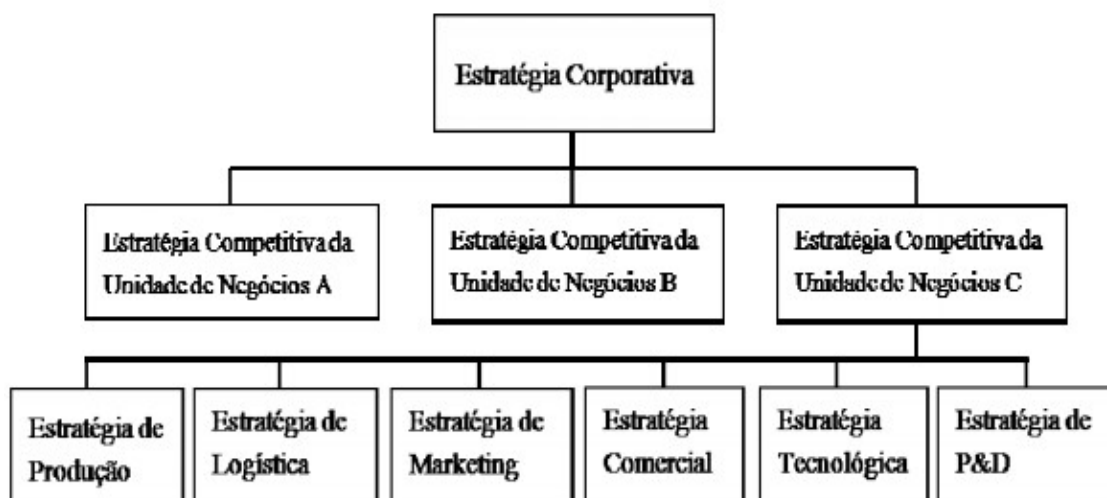 Estratégia Corporativa
Estratégia Competitiva da
Unidade de Negócios A
Estratégia Competitiva da
Unidade de Negócios B
Estratégia Competitiva da
Unidade de Negócios C
Estratégia de
Produção
Estratégia de
Logística
Estratégia de
Marketing
Estratégia
Comercial
Estratégia
Tecnológica
Estratégia de
P&D